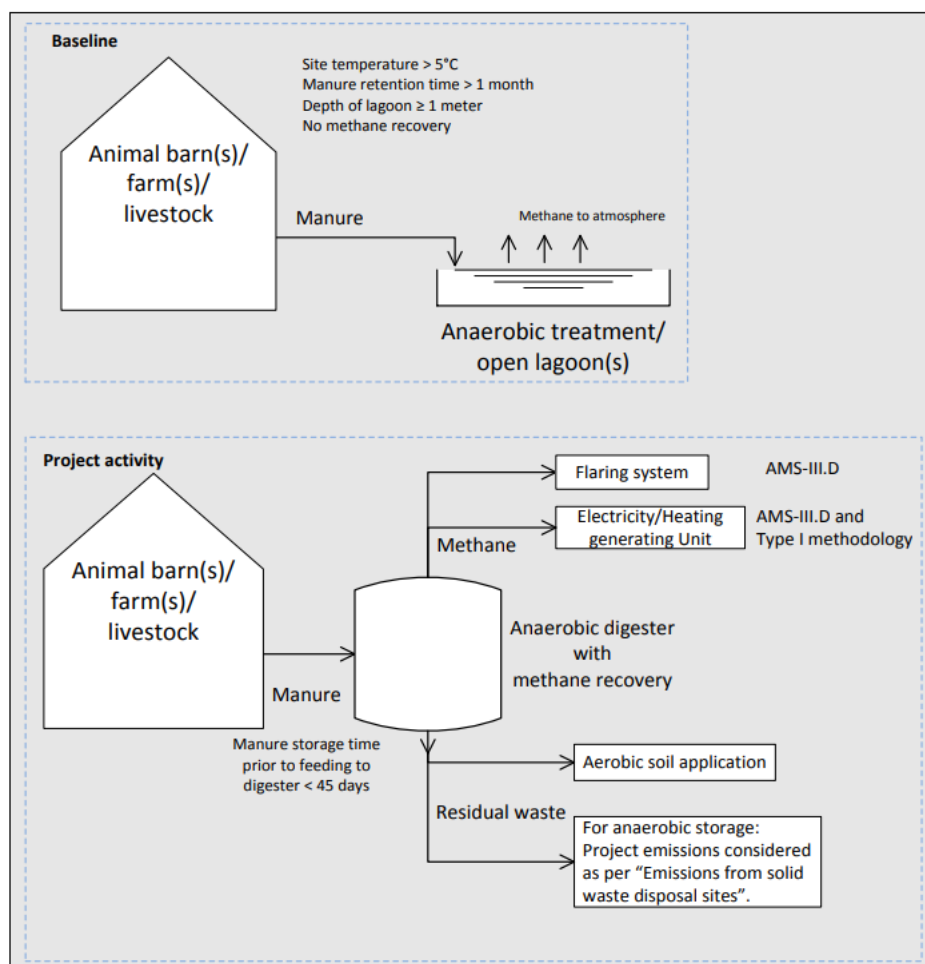 Baseline
Site temperature > 5°C
Manure retention time > 1 month
Depth of lagoon ≥ 1 meter
No methane recovery
Animal barn(s)/
farm(s)/
livestock
Manure
Methane to atmosphere
Anaerobic treatment/
open lagoon(s)
Project activity
Flaring system
AMS-III.D
Electricity/Heating
generating Unit
AMS-III.D and
Type I methodology
Methane
Animal barn(s)/
farm(s)/
livestock
Anaerobic digester
with
methane recovery
Manure
Manure storage time
prior to feeding to
digester < 45 days
Aerobic soil application
Residual waste
For anaerobic storage:
Project emissions considered
as per “Emissions from solid
waste disposal sites”.